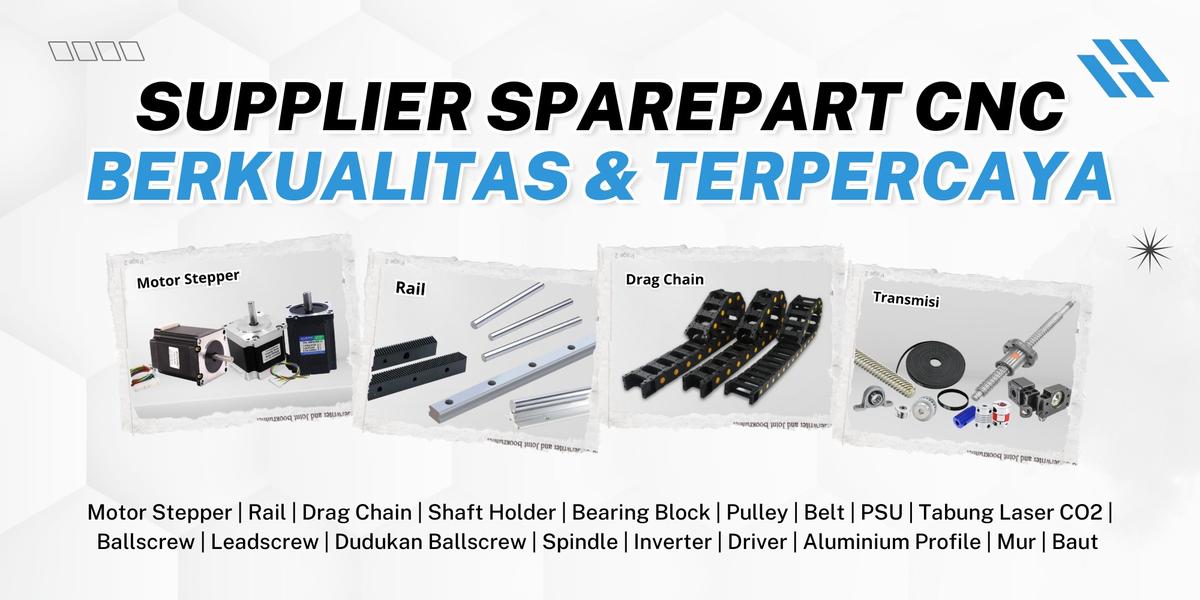 SUPPLIER SPAREPART CNC
BERKUALITAS & TERPERCAYA
Motor Stepper
Rail
Drag Chain
Transmisi
Motor Stepper | Rail | Drag Chain | Shaft Holder | Bearing Block | Pulley | Belt | PSU | Tabung Laser CO2 |
Ballscrew | Leadscrew | Dudukan Ballscrew | Spindle | Inverter | Driver | Aluminium Profile | Mur | Baut